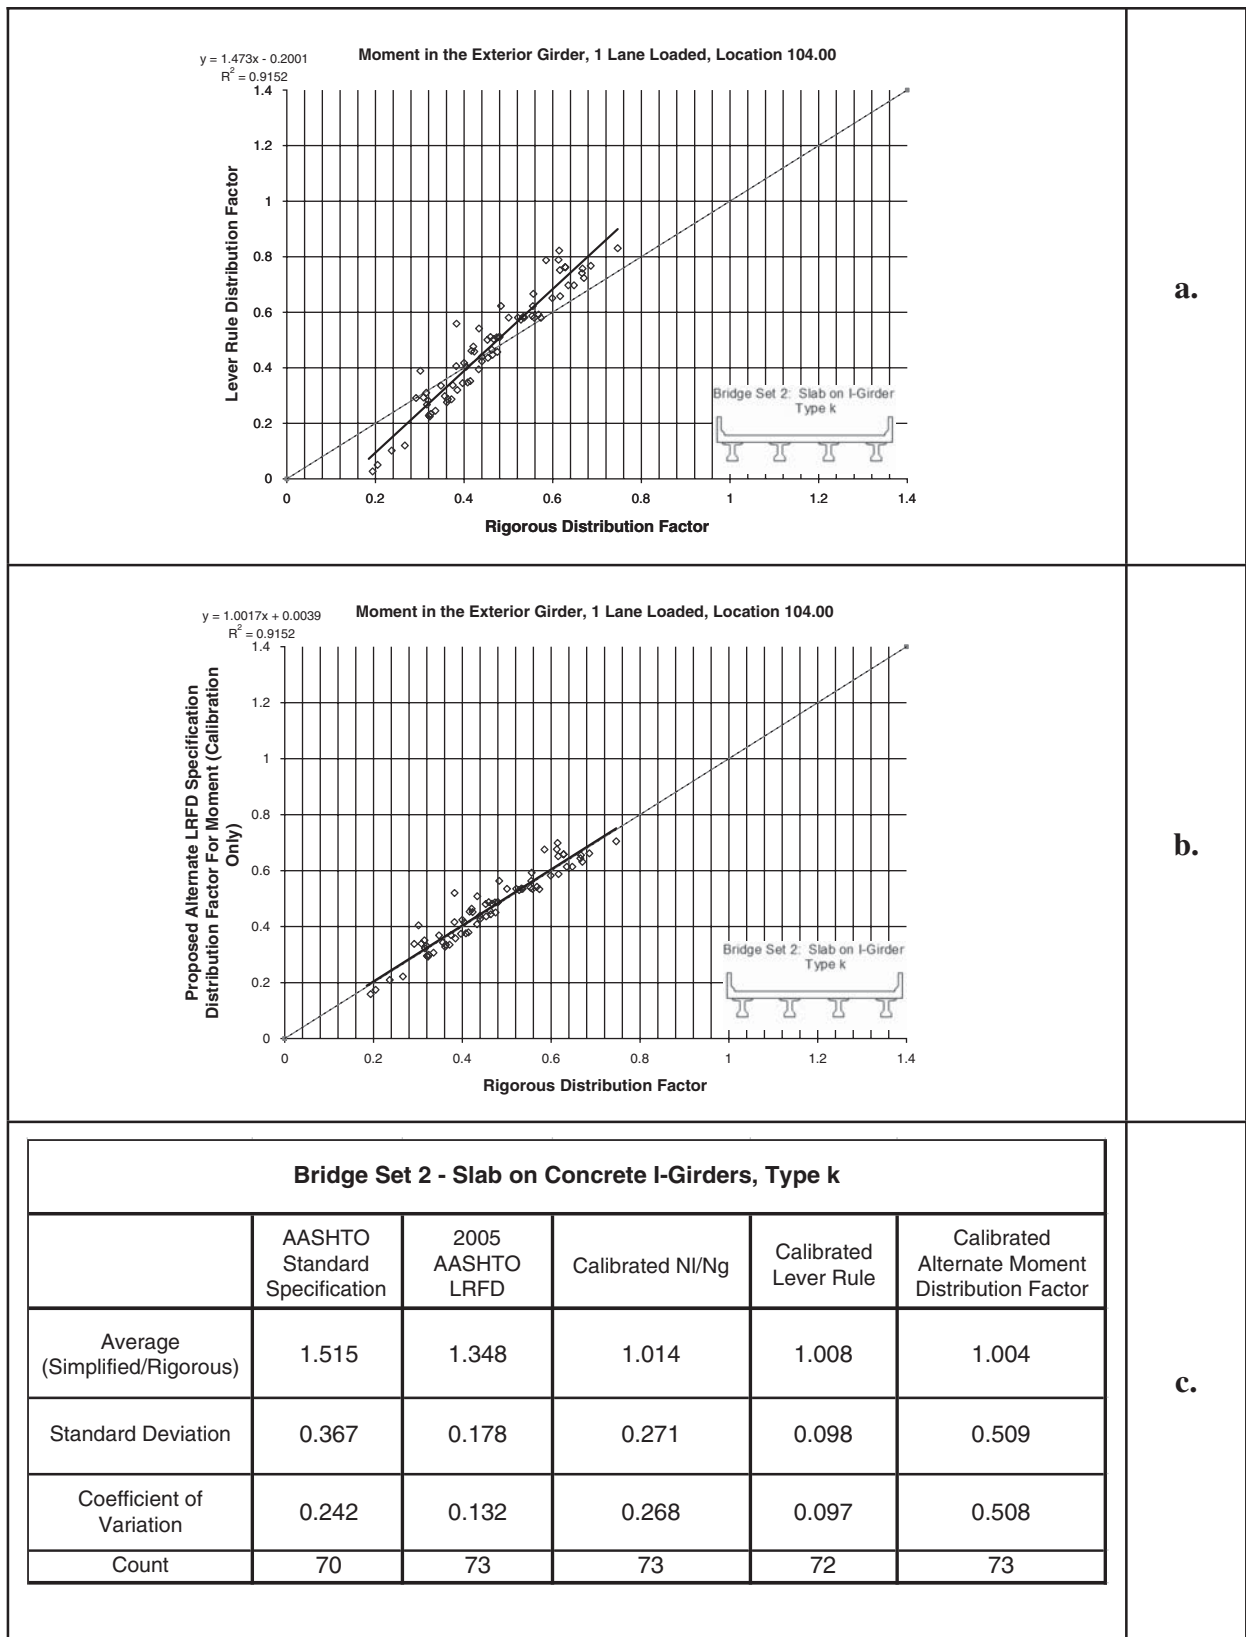 y = 1.473x - 0.2001
R2 = 0.9152
Moment in the Exterior Girder, 1 Lane Loaded, Location 104.00
Lever Rule Distribution Factor
1.4
1.2
1
0.8
0.6
0.4
0.2
0
0 0.2 0.4 0.6 0.8 1 1.2 1.4
Rigorous Distribution Factor
Bridge Set 2: Slab on I-Girder
Type k
a.
y = 1.0017x + 0.0039
R2 = 0.9152
Moment in the Exterior Girder, 1 Lane Loaded, Location 104.00
Proposed Alternate LRFD Specification
Distribution Factor For Moment (Calibration
Only)
1.4
1.2
1
0.8
0.6
0.4
0.2
0
0 0.2 0.4 0.6 0.8 1 1.2 1.4
Rigorous Distribution Factor
Bridge Set 2: Slab on I-Girder
Type k
b.
Bridge Set 2 - Slab on Concrete I-Girders, Type k
AASHTO
Standard
Specification
2005
AASHTO
LRFD
Calibrated Nl/Ng
Calibrated
Lever Rule
Calibrated
Alternate Moment
Distribution Factor
Average
(Simplified/Rigorous)
1.515 1.348 1.014 1.008 1.004
Standard Deviation 0.367 0.178 0.271 0.098 0.509
Coefficient of
Variation
0.242 0.132 0.268 0.097 0.508
Count 70 73 73 72 73
c.